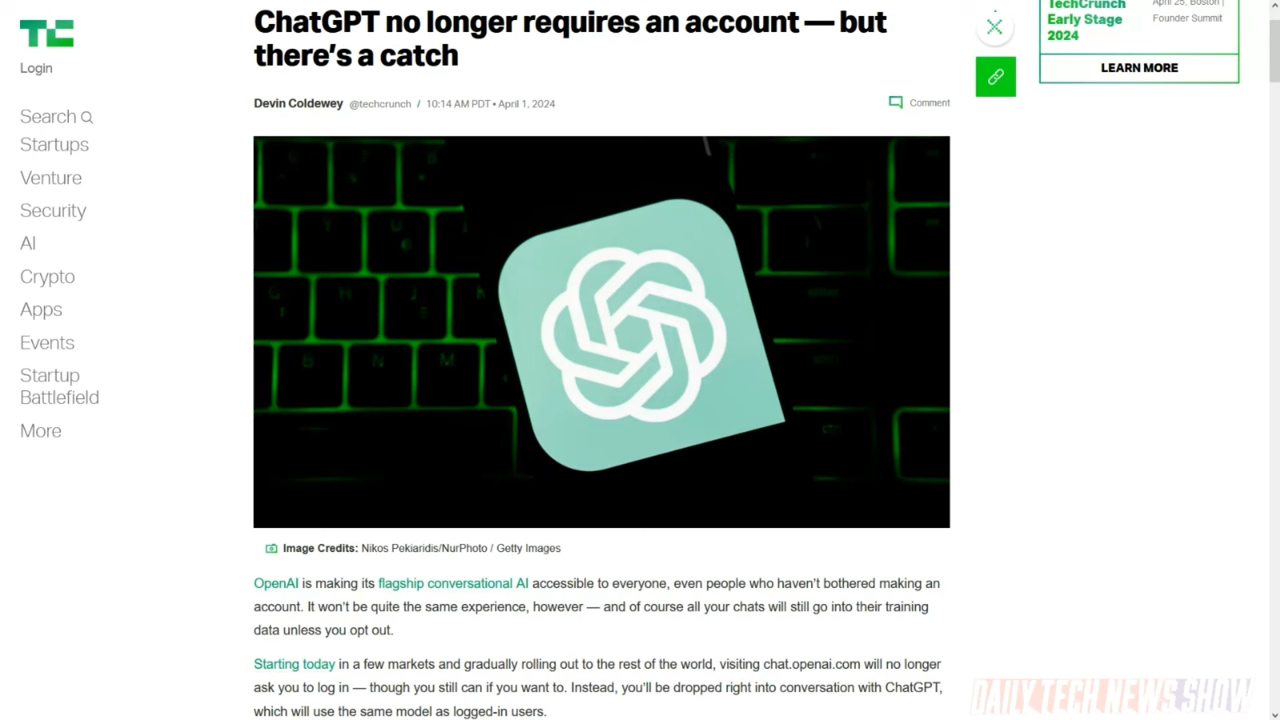 TC
Login
Search
Startups
Venture
Security
AI
Crypto
Apps
Events
Startup
Battlefield
More
ChatGPT no longer requires an account — but
there's a catch
Devin Coldewey @techcrunch / 10:14 AM PDT • April 1, 2024
Comment
Image Credits: Nikos Pekiaridis/NurPhoto / Getty Images
OpenAI is making its flagship conversational AI accessible to everyone, even people who haven't bothered making an
account. It won't be quite the same experience, however — and of course all your chats will still go into their training
data unless you opt out.
Starting today in a few markets and gradually rolling out to the rest of the world, visiting chat.openai.com will no longer
ask you to log in — though you still can if you want to. Instead, you'll be dropped right into conversation with ChatGPT,
which will use the same model as logged-in users.
TechCrunch
Early Stage
2024
April 25, Boston |
Founder Summit
LEARN MORE
DAILY TECH NEWS SHOW